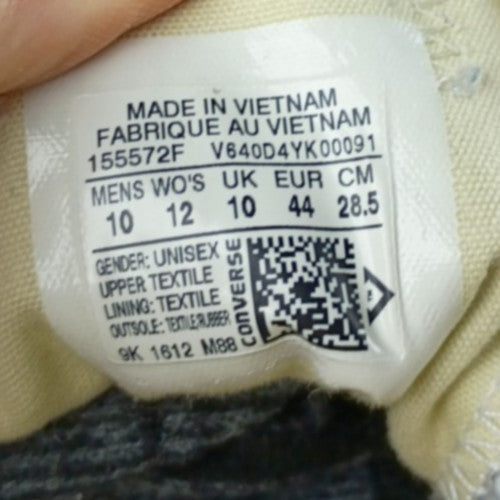 MADE IN VIETNAM
FABRIQUE AU VIETNAM
155572F V640D4YK00091
MENS WO'S UK EUR CM
10 12 10 44 28.5
GENDER: UNISEX
UPPER: TEXTILE
LINING: TEXTILE
OUTSOLE: TEXTILE/RUBBER
9K 1612 M88
CONVERSE